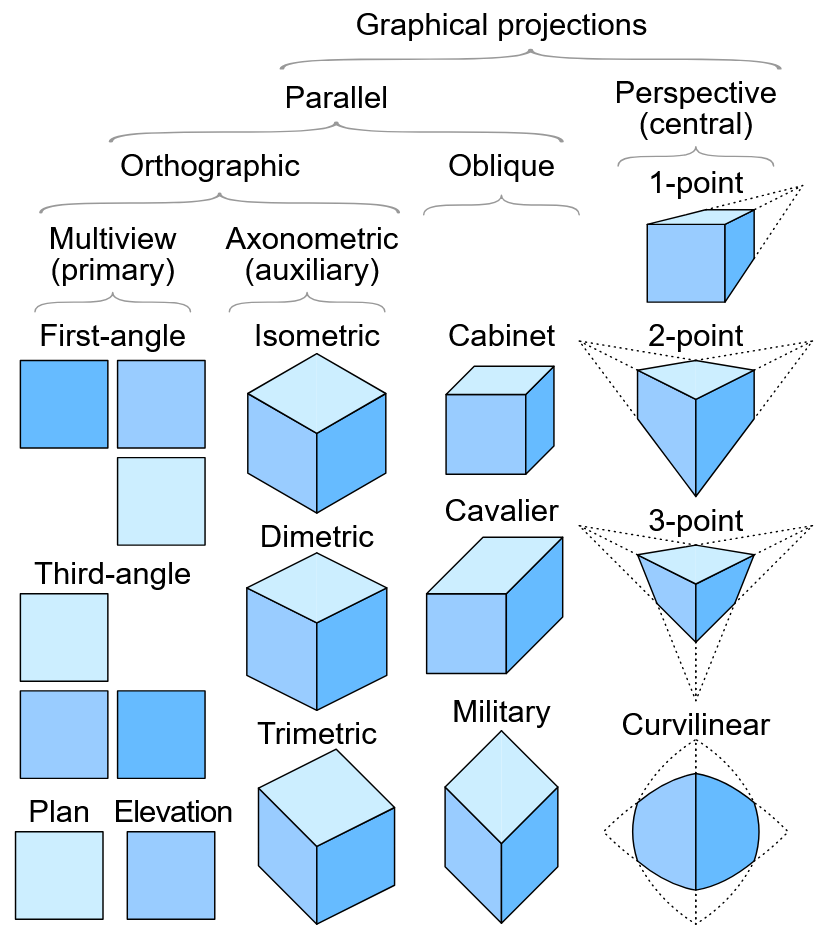 Graphical projections
Parallel
Perspective
(central)
Orthographic
Oblique
1-point
Multiview
(primary)
Axonometric
(auxiliary)
First-angle
Isometric
Cabinet
2-point
Cavalier
3-point
Dimetric
Third-angle
Military
Curvilinear
Trimetric
Plan
Elevation